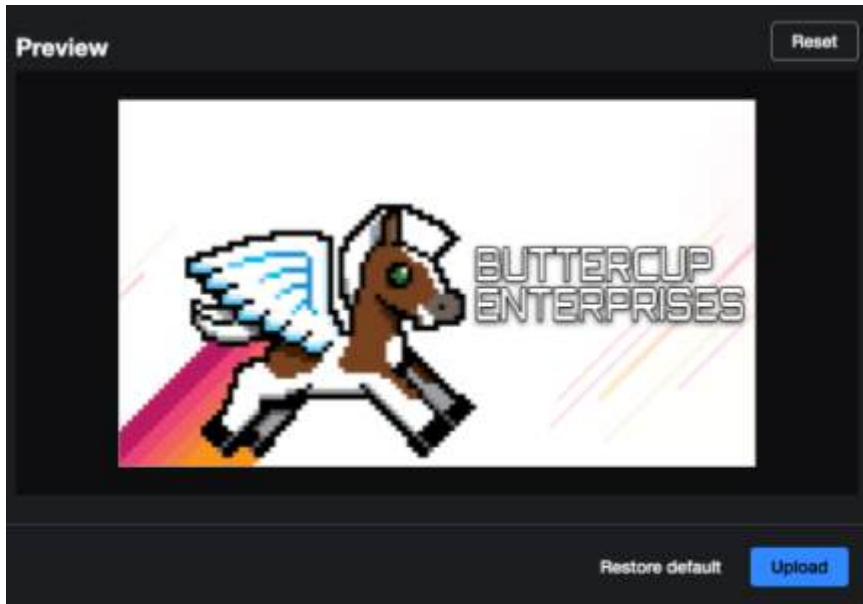 Preview
Reset
BUTTERCUP
ENTERPRISES
Restore default
Upload